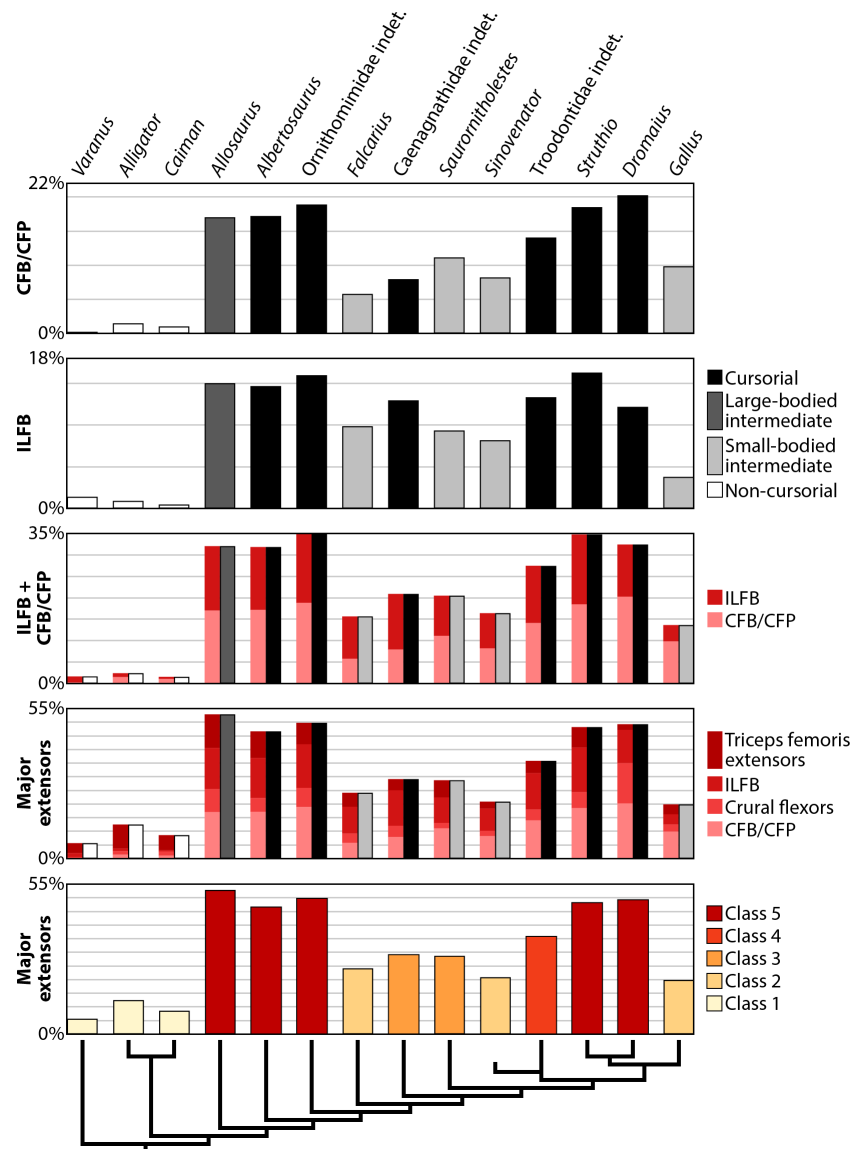 Varanus
Alligator
Caiman
Allosaurus
Albertosaurus
Ornithomimidae indet.
Falcarius
Caenagnathidae indet.
Saurornitholestes
Sinovenator
Troodontidae indet.
Struthio
Dromaius
Gallus
22%
CFB/CFP
0%
18%
ILFB
0%
Cursorial
Large-bodied
intermediate
Small-bodied
intermediate
Non-cursorial
35%
ILFB +
CFB/CFP
0%
ILFB
CFB/CFP
55%
Major
extensors
0%
Triceps femoris
extensors
ILFB
Crural flexors
CFB/CFP
55%
Major
extensors
0%
Class 5
Class 4
Class 3
Class 2
Class 1